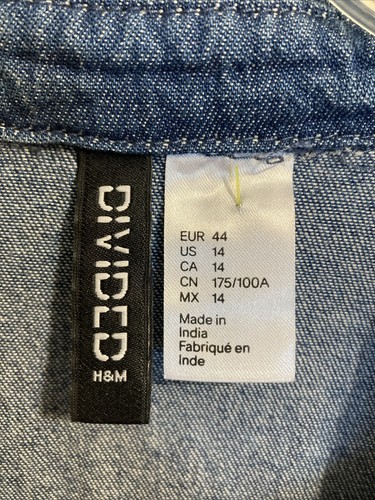 DIVIDED
H&M
EUR 44
US 14
CA 14
CN 175/100A
MX 14
Made in
India
Fabriqué en
Inde